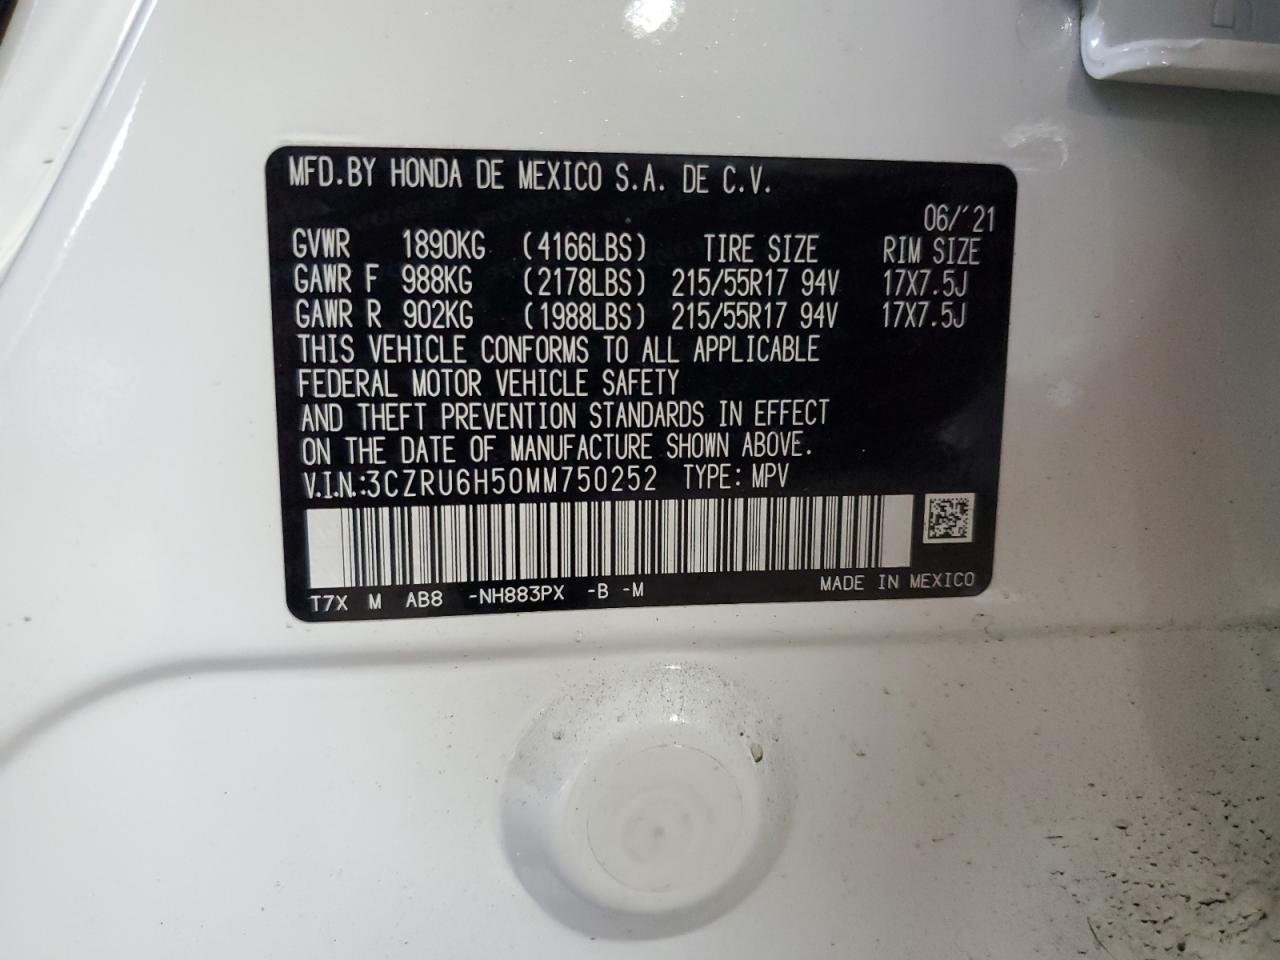 MFD.BY HONDA DE MEXICO S.A. DE C.V.
06/'21
GVWR 1890KG (4166LBS) TIRE SIZE RIM SIZE
GAWR F 988KG (2178LBS) 215/55R17 94V 17X7.5J
GAWR R 902KG (1988LBS) 215/55R17 94V 17X7.5J
THIS VEHICLE CONFORMS TO ALL APPLICABLE
FEDERAL MOTOR VEHICLE SAFETY
AND THEFT PREVENTION STANDARDS IN EFFECT
ON THE DATE OF MANUFACTURE SHOWN ABOVE.
V.I.N.:3CZRU6H50MM750252 TYPE: MPV
T7X M AB8 -NH883PX -B -M MADE IN MEXICO